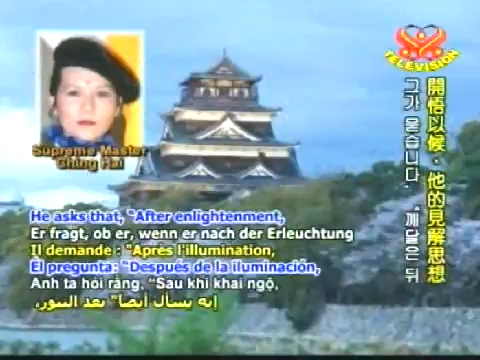 TELEVISION
Supreme Master
Ching Hai
開悟以候，他的見解思想
그가 묻습니다. “깨달은 뒤
He asks that, "After enlightenment,
Er fragt, ob er, wenn er nach der Erleuchtung
Il demande : "Après l'illumination,
Él pregunta: "Después de la iluminación,
Anh ta hỏi rằng, "Sau khi khai ngộ,
إنه يسأل أيضا" بعد التنور،